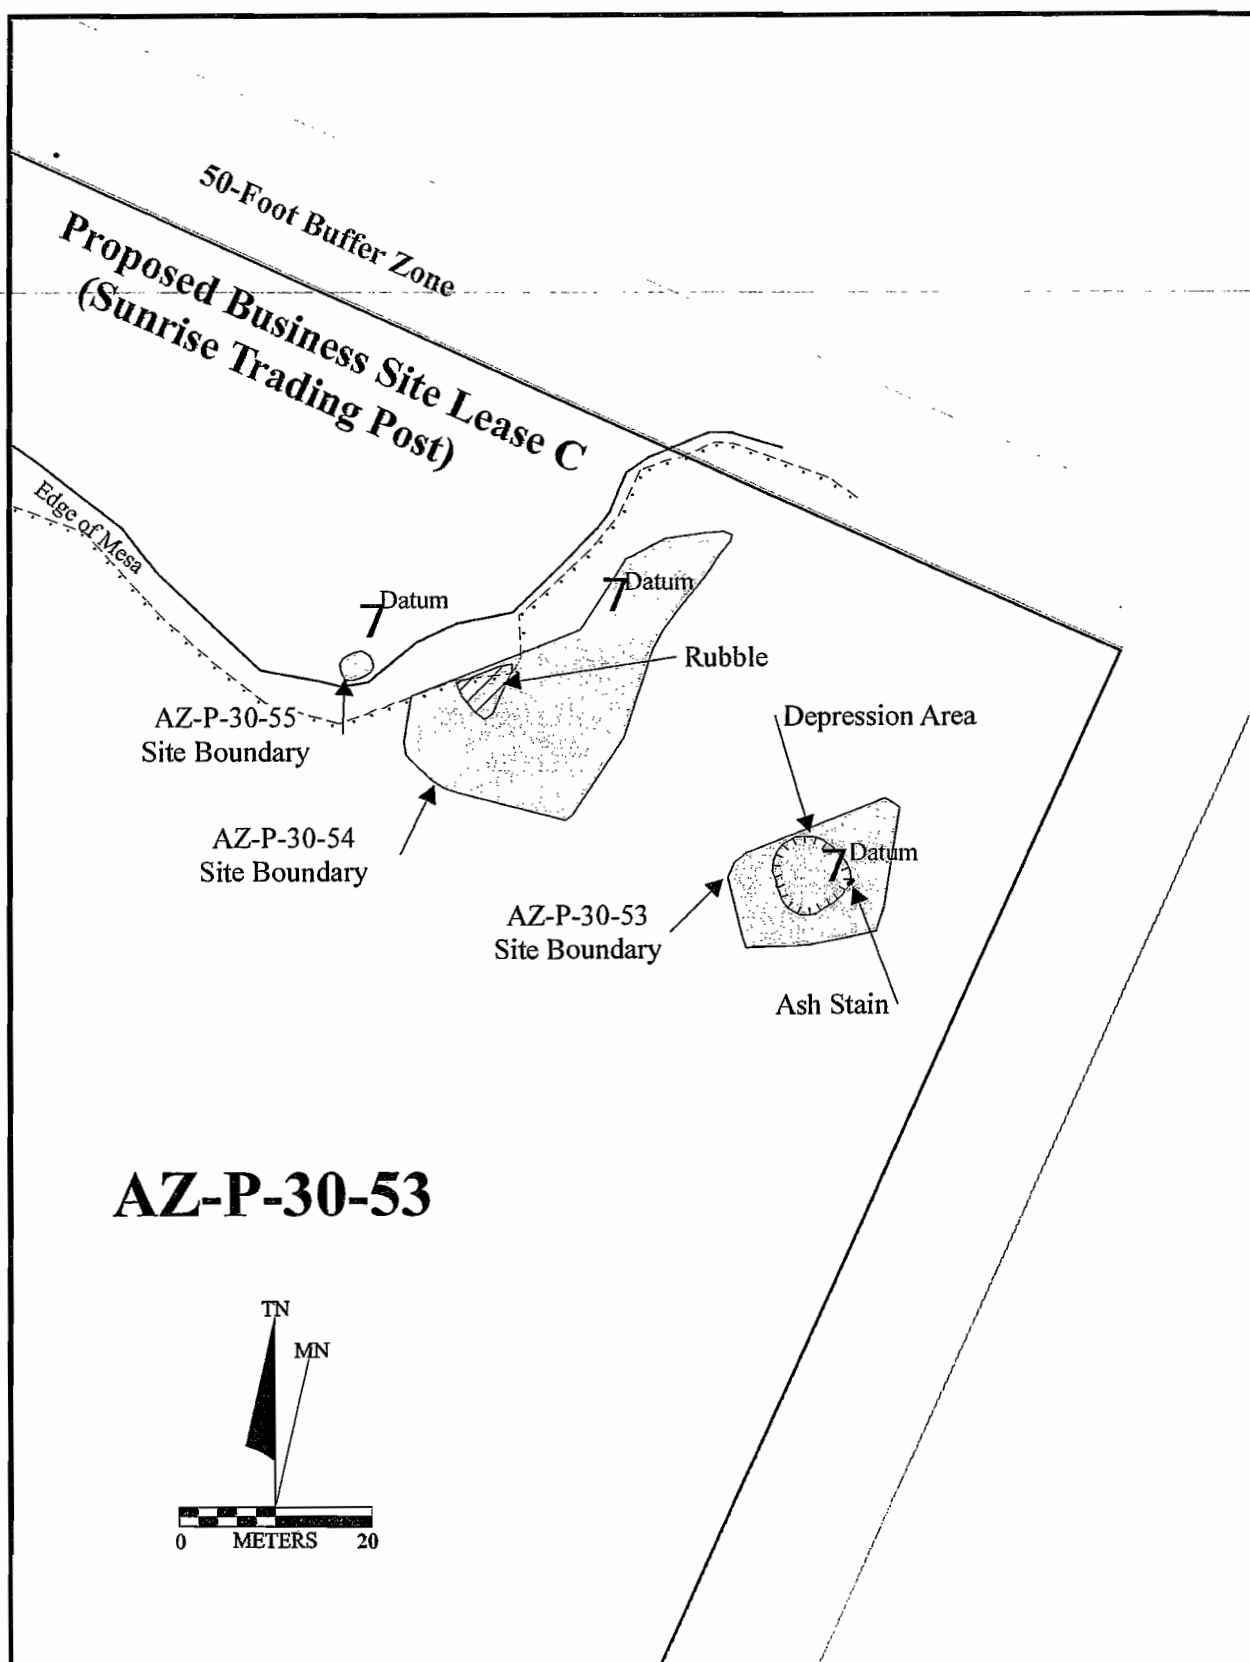 50-Foot Buffer Zone
Proposed Business Site Lease C
(Sunrise Trading Post)
Edge of Mesa
Datum
Datum
Rubble
AZ-P-30-55
Site Boundary
Depression Area
AZ-P-30-54
Site Boundary
Datum
AZ-P-30-53
Site Boundary
Ash Stain
AZ-P-30-53
TN
MN
0 METERS 20